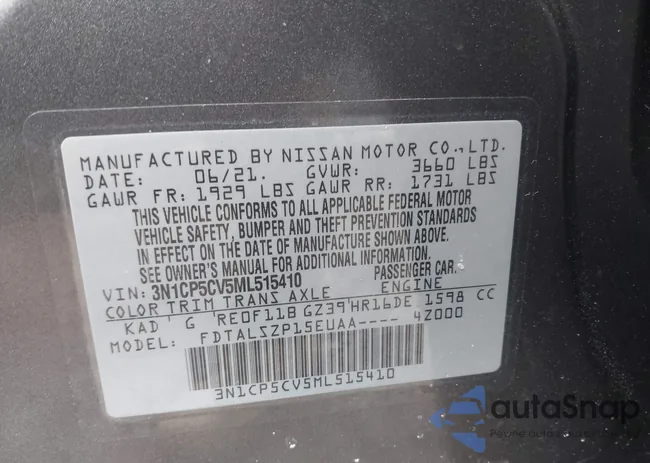 MANUFACTURED BY NISSAN MOTOR CO., LTD.
DATE: 06/21. GVWR: 3660 LBS
GAWR FR: 1929 LBS GAWR RR: 1731 LBS
THIS VEHICLE CONFORMS TO ALL APPLICABLE FEDERAL MOTOR
VEHICLE SAFETY, BUMPER AND THEFT PREVENTION STANDARDS
IN EFFECT ON THE DATE OF MANUFACTURE SHOWN ABOVE.
SEE OWNER'S MANUAL FOR ADDITIONAL INFORMATION.
VIN: 3N1CP5CV5ML515410 PASSENGER CAR.
COLOR TRIM TRANS AXLE ENGINE
KAD G RE0F11B GZ39 HR16DE 1598 CC
MODEL: FDTALSZP15EUAA---- 4Z000
3N1CP5CV5ML515410
autaSnap